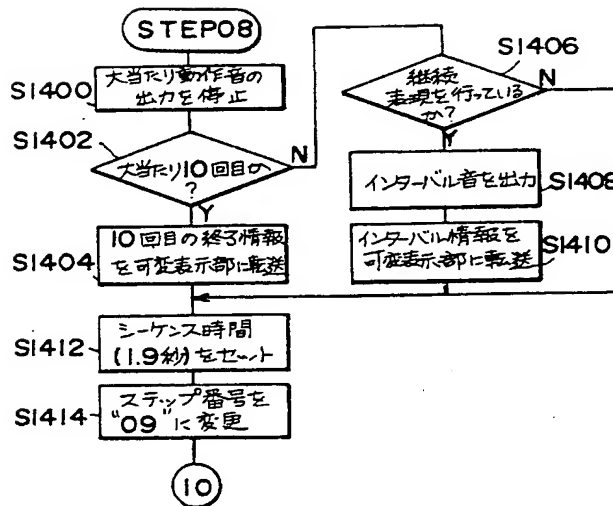 STEP08
S1400
大当たり動作音の
出力を停止
S1402
大当たり10回目か
?
N
Y
S1404
10回目の終了情報
を可変表示部に転送
S1406
継続
表現を行っている
か?
N
Y
インターバル音を出力
S1408
インターバル情報を
可変表示部に転送
S1410
S1412
シーケンス時間
(1.9秒)をセット
S1414
ステップ番号を
"09"に変更
10